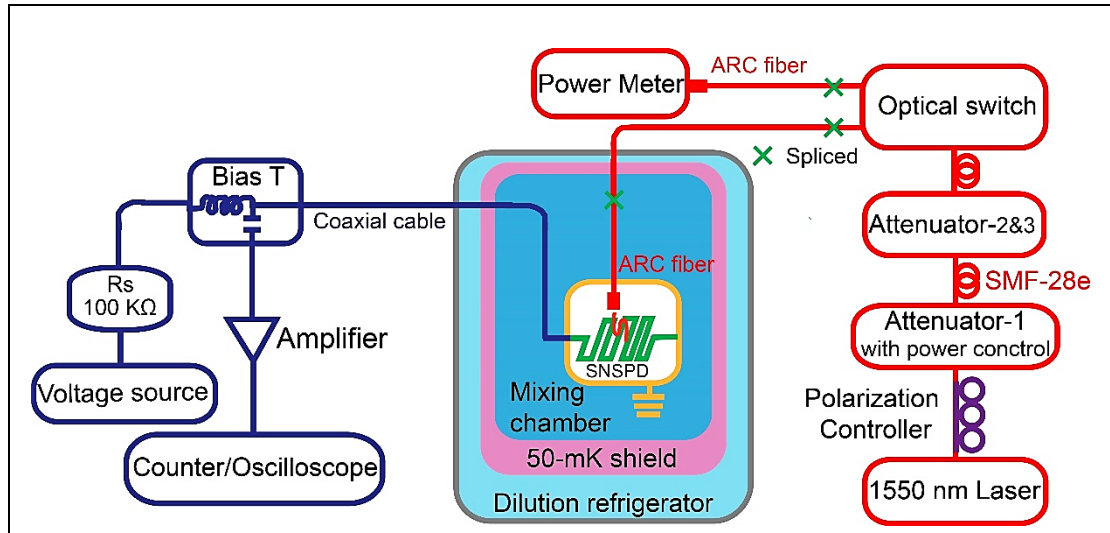 Power Meter
ARC fiber
Optical switch
Spliced
Bias T
Coaxial cable
Attenuator-2&3
Rs
100 KΩ
ARC fiber
SMF-28e
Amplifier
Attenuator-1
with power conctrol
SNSPD
Voltage source
Mixing
chamber
Polarization
Controller
Counter/Oscilloscope
50-mK shield
1550 nm Laser
Dilution refrigerator